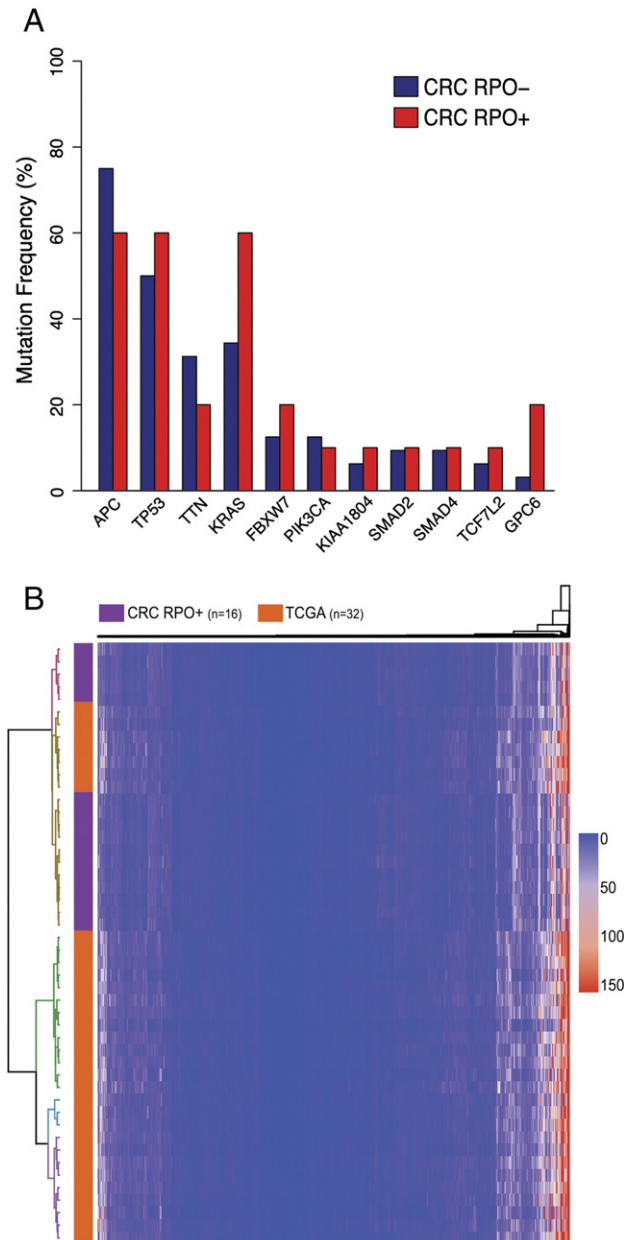 A
Mutation Frequency (%)
100
80
60
40
20
0
CRC RPO−
CRC RPO+
APC
TP53
TTN
KRAS
FBXW7
PIK3CA
KIAA1804
SMAD2
SMAD4
TCF7L2
GPC6
B
CRC RPO+ (n=16)
TCGA (n=32)
0
50
100
150